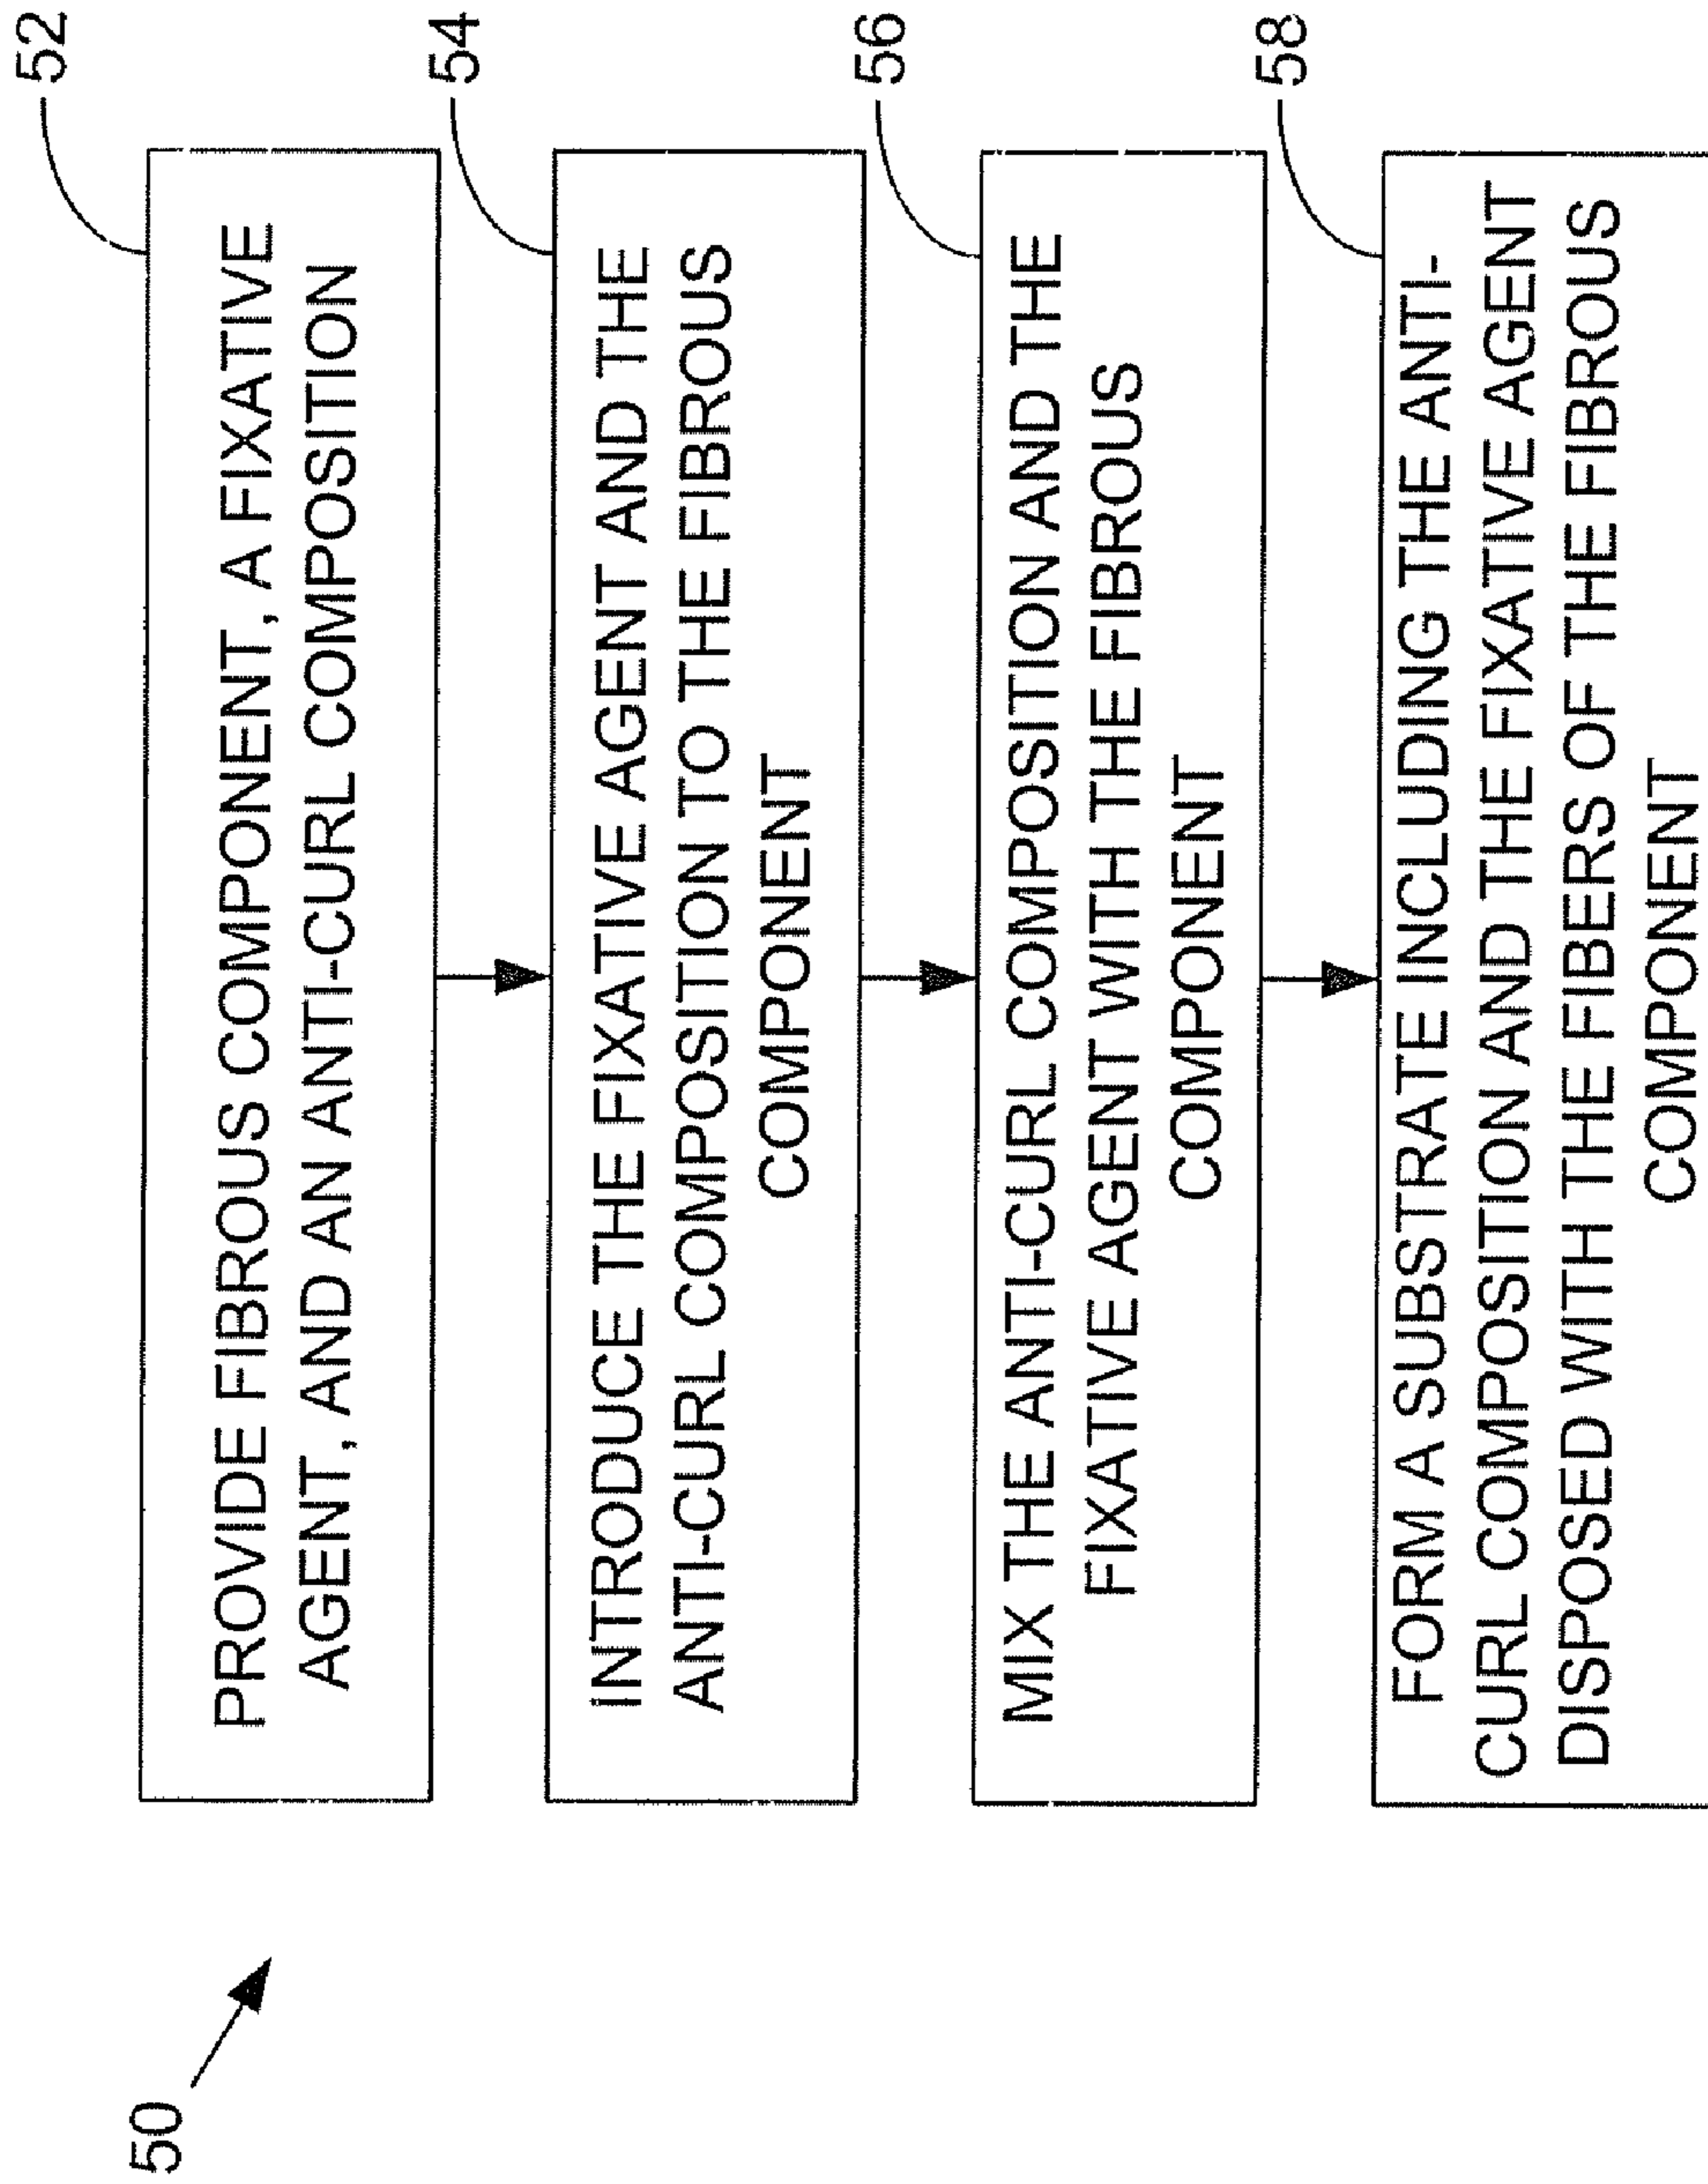 50
52
PROVIDE FIBROUS COMPONENT, A FIXATIVE
AGENT, AND AN ANTI-CURL COMPOSITION
54
INTRODUCE THE FIXATIVE AGENT AND THE
ANTI-CURL COMPOSITION TO THE FIBROUS
COMPONENT
56
MIX THE ANTI-CURL COMPOSITION AND THE
FIXATIVE AGENT WITH THE FIBROUS
COMPONENT
58
FORM A SUBSTRATE INCLUDING THE ANTI-
CURL COMPOSITION AND THE FIXATIVE AGENT
DISPOSED WITH THE FIBERS OF THE FIBROUS
COMPONENT